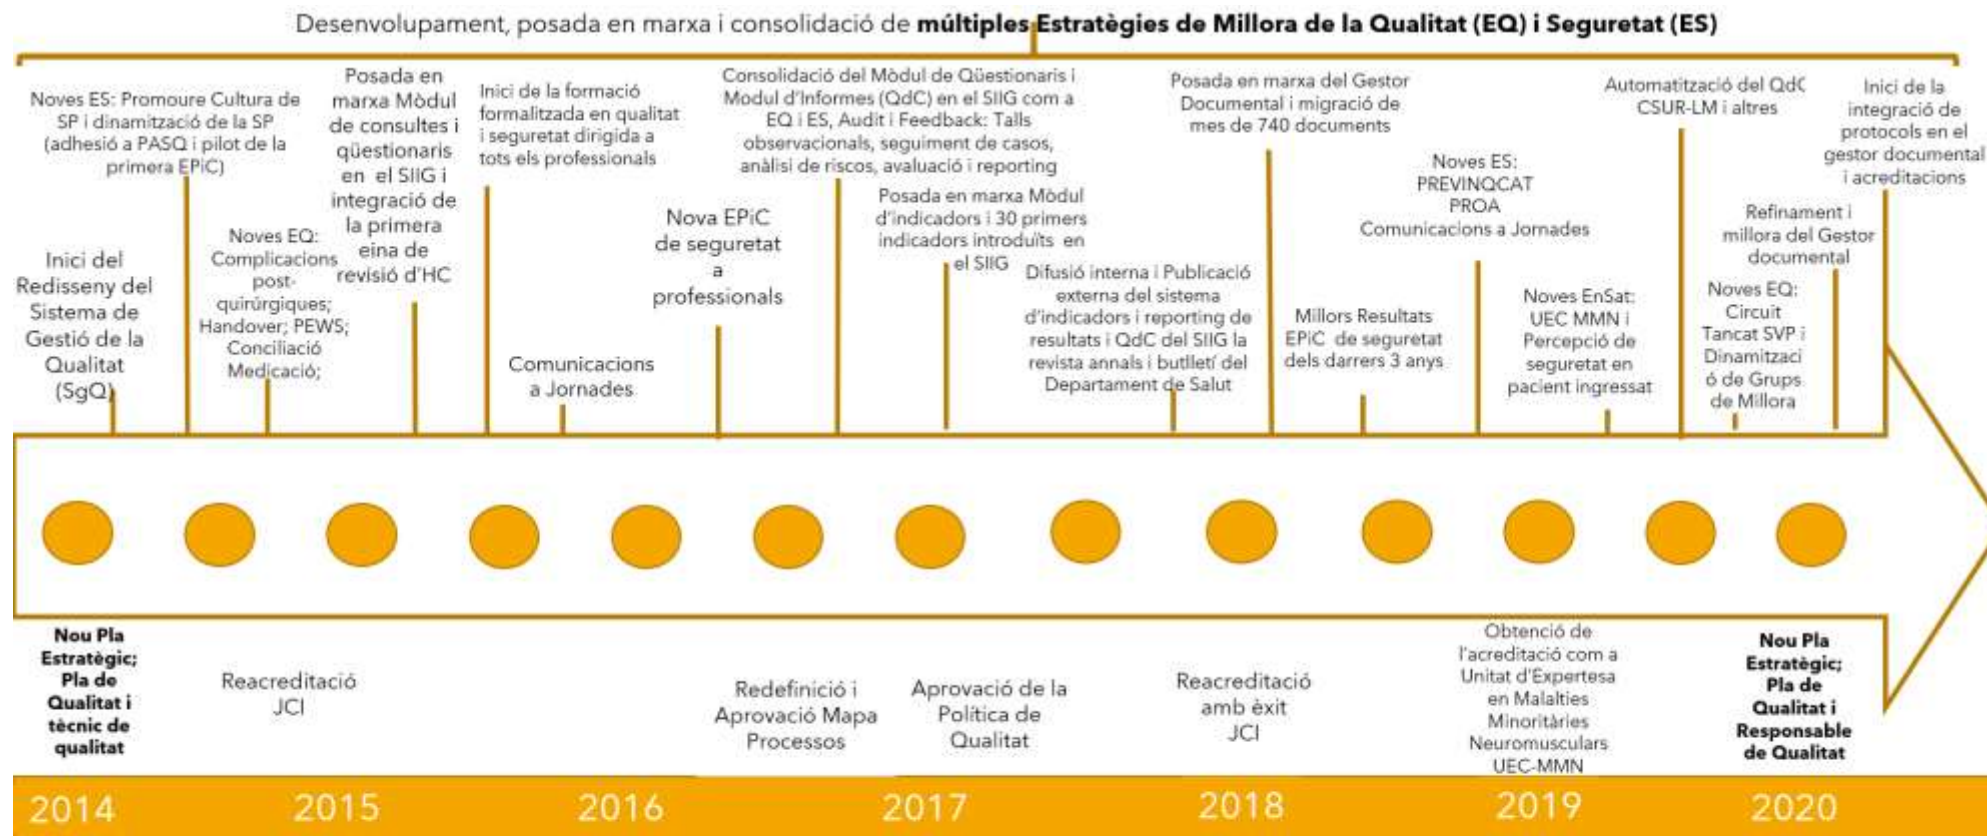 Desenvolupament, posada en marxa i consolidació de múltiples Estratègies de Millora de la Qualitat (EQ) i Seguretat (ES)
Inici del
Redisseny del
Sistema de
Gestió de la
Qualitat
(SgQ)
Noves ES: Promoure Cultura de
SP i dinamització de la SP
(adhesió a PASQ i pilot de la
primera EPiC)
Noves EQ:
Complicacions
post-
quirúrgiques;
Handover; PEWS;
Conciliació
Medicació;
Posada en
marxa Mòdul
de consultes i
qüestionaris
en el SIIG i
integració de
la primera
eina de
revisió d'HC
Inici de la formació
formalitzada en qualitat
i seguretat dirigida a
tots els professionals
Comunicacions
a Jornades
Nova EPiC
de seguretat
a
professionals
Consolidació del Mòdul de Qüestionaris i
Modul d'Informes (QdC) en el SIIG com a
EQ i ES, Audit i Feedback: Talls
observacionals, seguiment de casos,
anàlisi de riscos, avaluació i reporting
Posada en marxa Mòdul
d'indicadors i 30 primers
indicadors introduïts en
el SIIG
Difusió interna i Publicació
externa del sistema
d'indicadors i reporting de
resultats i QdC del SIIG la
revista annals i butlletí del
Departament de Salut
Posada en marxa del Gestor
Documental i migració de
mes de 740 documents
Millors Resultats
EPiC de seguretat
dels darrers 3 anys
Noves ES:
PREVINQCAT
PROA
Comunicacions a Jornades
Noves EnSat:
UEC MMN i
Percepció de
seguretat en
pacient ingressat
Automatització del QdC
CSUR-LM i altres
Noves EQ:
Circuit
Tancat SVP i
Dinamitzaci
ó de Grups
de Millora
Refinament i
millora del Gestor
documental
Inici de la
integració de
protocols en el
gestor documental
i acreditacions
Nou Pla
Estratègic;
Pla de
Qualitat i
tècnic de
qualitat
Reacreditació
JCI
Redefinició i
Aprovació Mapa
Processos
Aprovació de la
Política de
Qualitat
Reacreditació
amb èxit
JCI
Obtenció de
l'acreditació com a
Unitat d'Expertesa
en Malalties
Minoritàries
Neuromusculars
UEC-MMN
Nou Pla
Estratègic;
Pla de
Qualitat i
Responsable
de Qualitat
2014 2015 2016 2017 2018 2019 2020